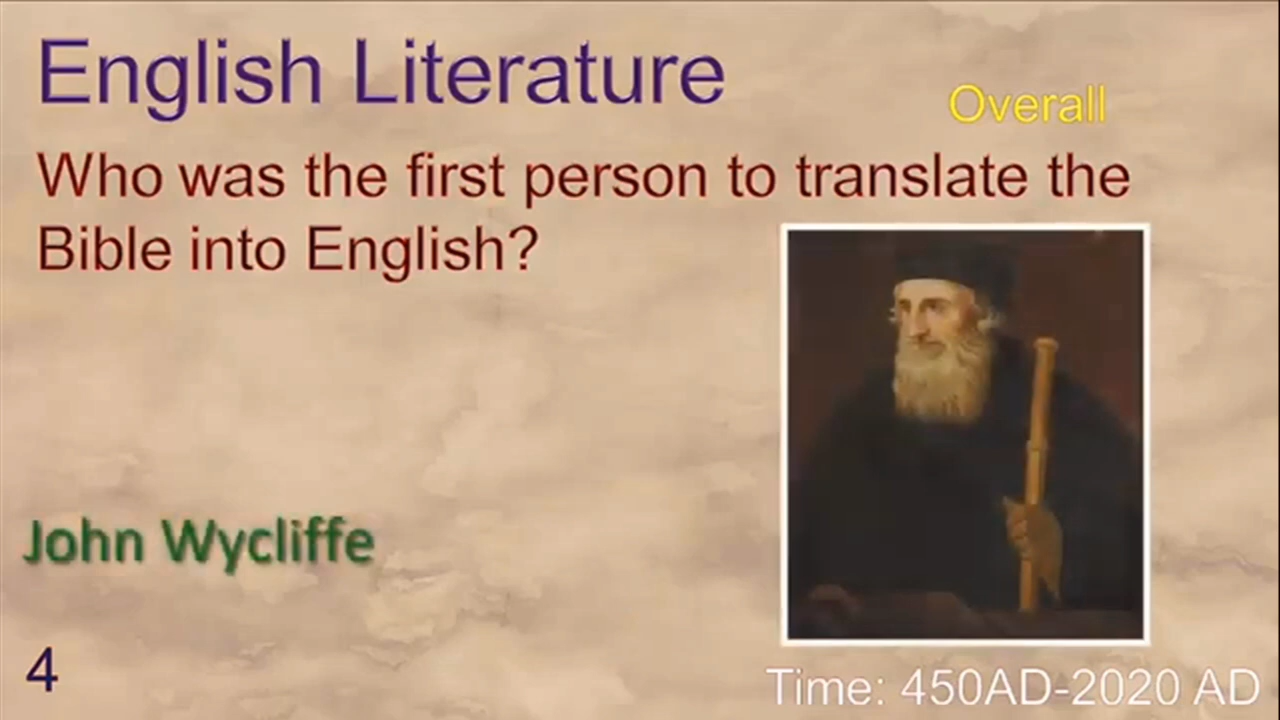 English Literature
Overall
Who was the first person to translate the
Bible into English?
John Wycliffe
4
Time: 450AD-2020 AD